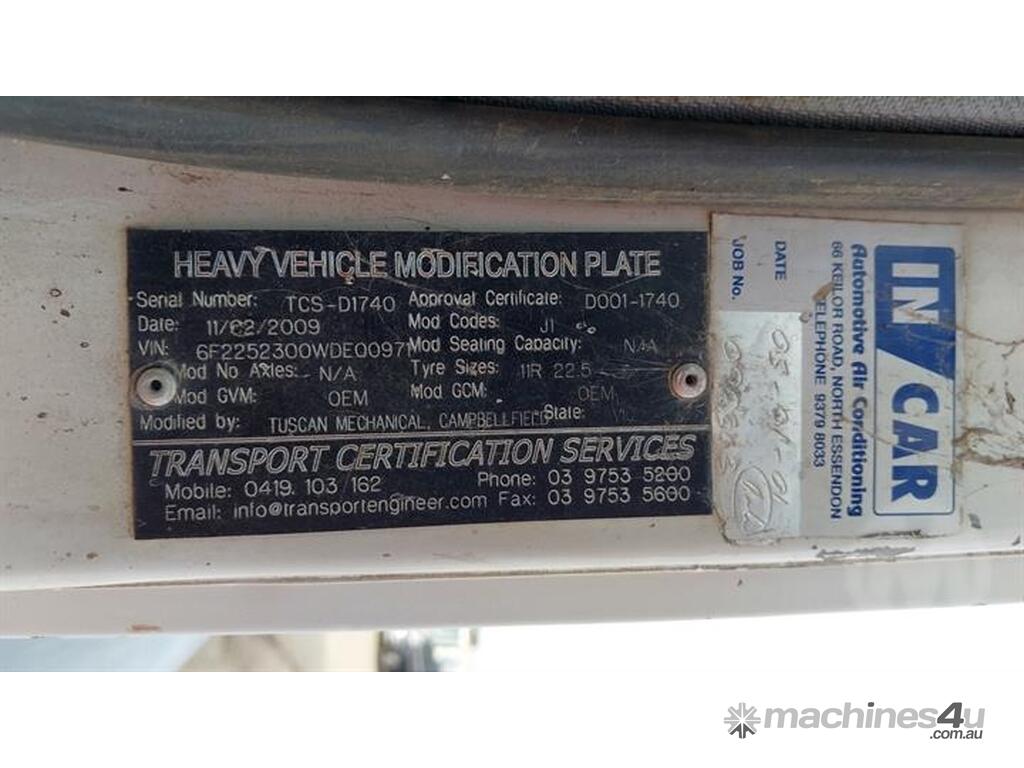 HEAVY VEHICLE MODIFICATION PLATE
Serial Number: TCS-D1740 Approval Certificate: D001-1740
Date: 11/02/2009 Mod Codes: J1
VIN: Mod Seating Capacity: N/A
Mod No Axles: N/A Tyre Sizes: 11R 22.5
Mod GVM: OEM Mod GCM: OEM
Modified by: TUSCAN MECHANICAL, CAMPBELLFIELD State:
TRANSPORT CERTIFICATION SERVICES
Mobile: 0419 103 162 Phone: 03 9753 5200
Email: info@transportengineer.com Fax: 03 9753 5600
IN CAR
Automotive Air Conditioning
66 KEILOR ROAD, NORTH ESSENDON
TELEPHONE 9379 8033
DATE
JOB No.
machines4u
.com.au